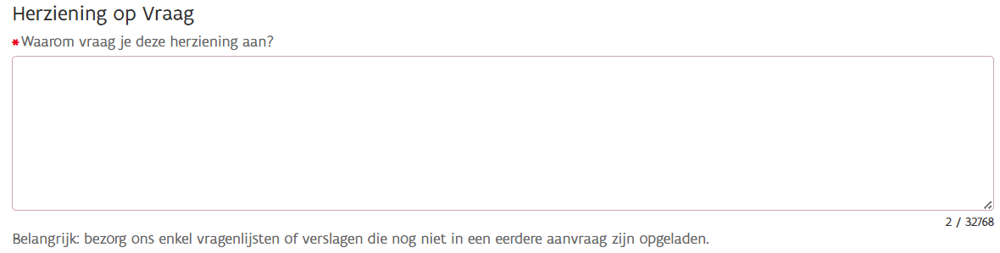 Herziening op Vraag
*Waarom vraag je deze herziening aan?
2 / 32768
Belangrijk: bezorg ons enkel vragenlijsten of verslagen die nog niet in een eerdere aanvraag zijn opgeladen.